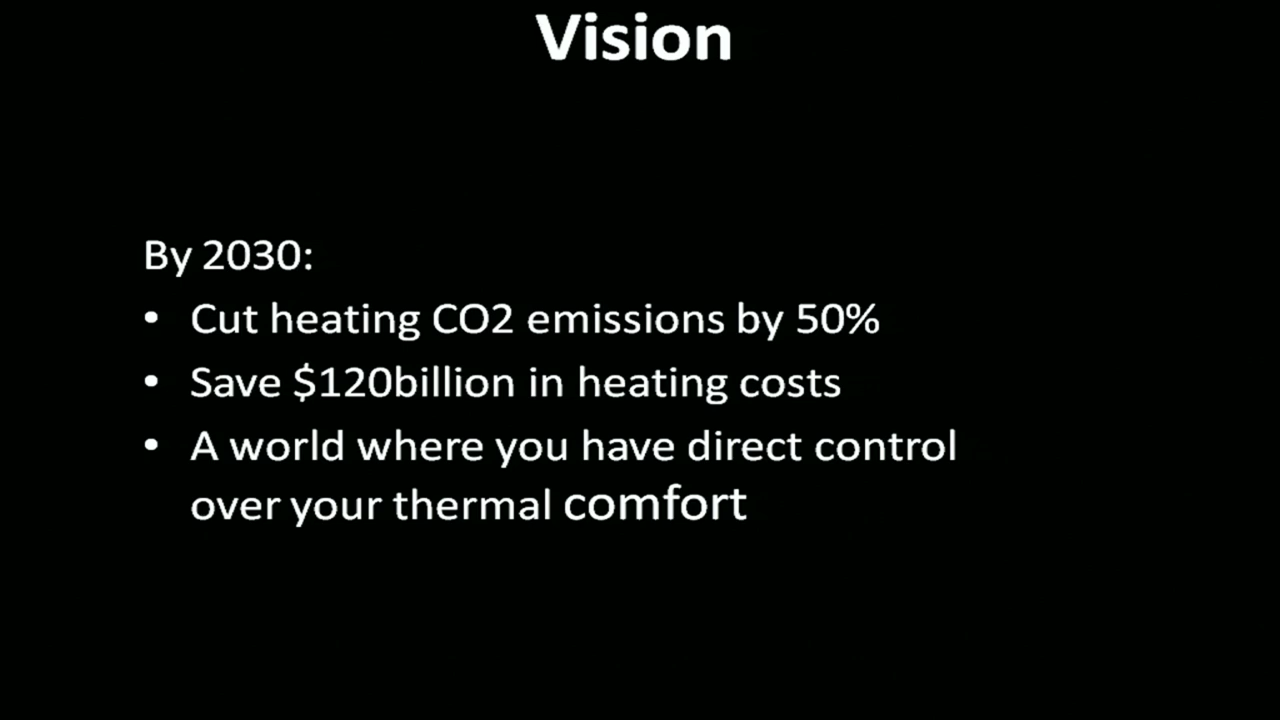 Vision
By 2030:
• Cut heating CO2 emissions by 50%
• Save $120billion in heating costs
• A world where you have direct control
over your thermal comfort